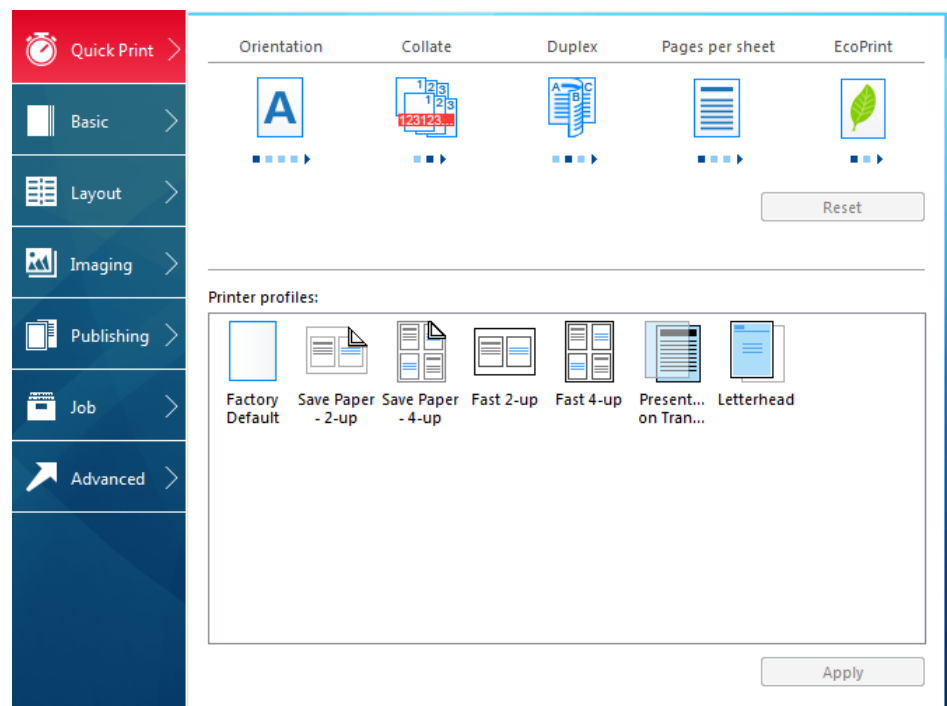 Quick Print
Basic
Layout
Imaging
Publishing
Job
Advanced
Orientation Collate Duplex Pages per sheet EcoPrint
A
1 2 3
1 2 3
123123...
A B C
Reset
Printer profiles:
Factory Default
Save Paper - 2-up
Save Paper - 4-up
Fast 2-up
Fast 4-up
Present... on Tran...
Letterhead
Apply